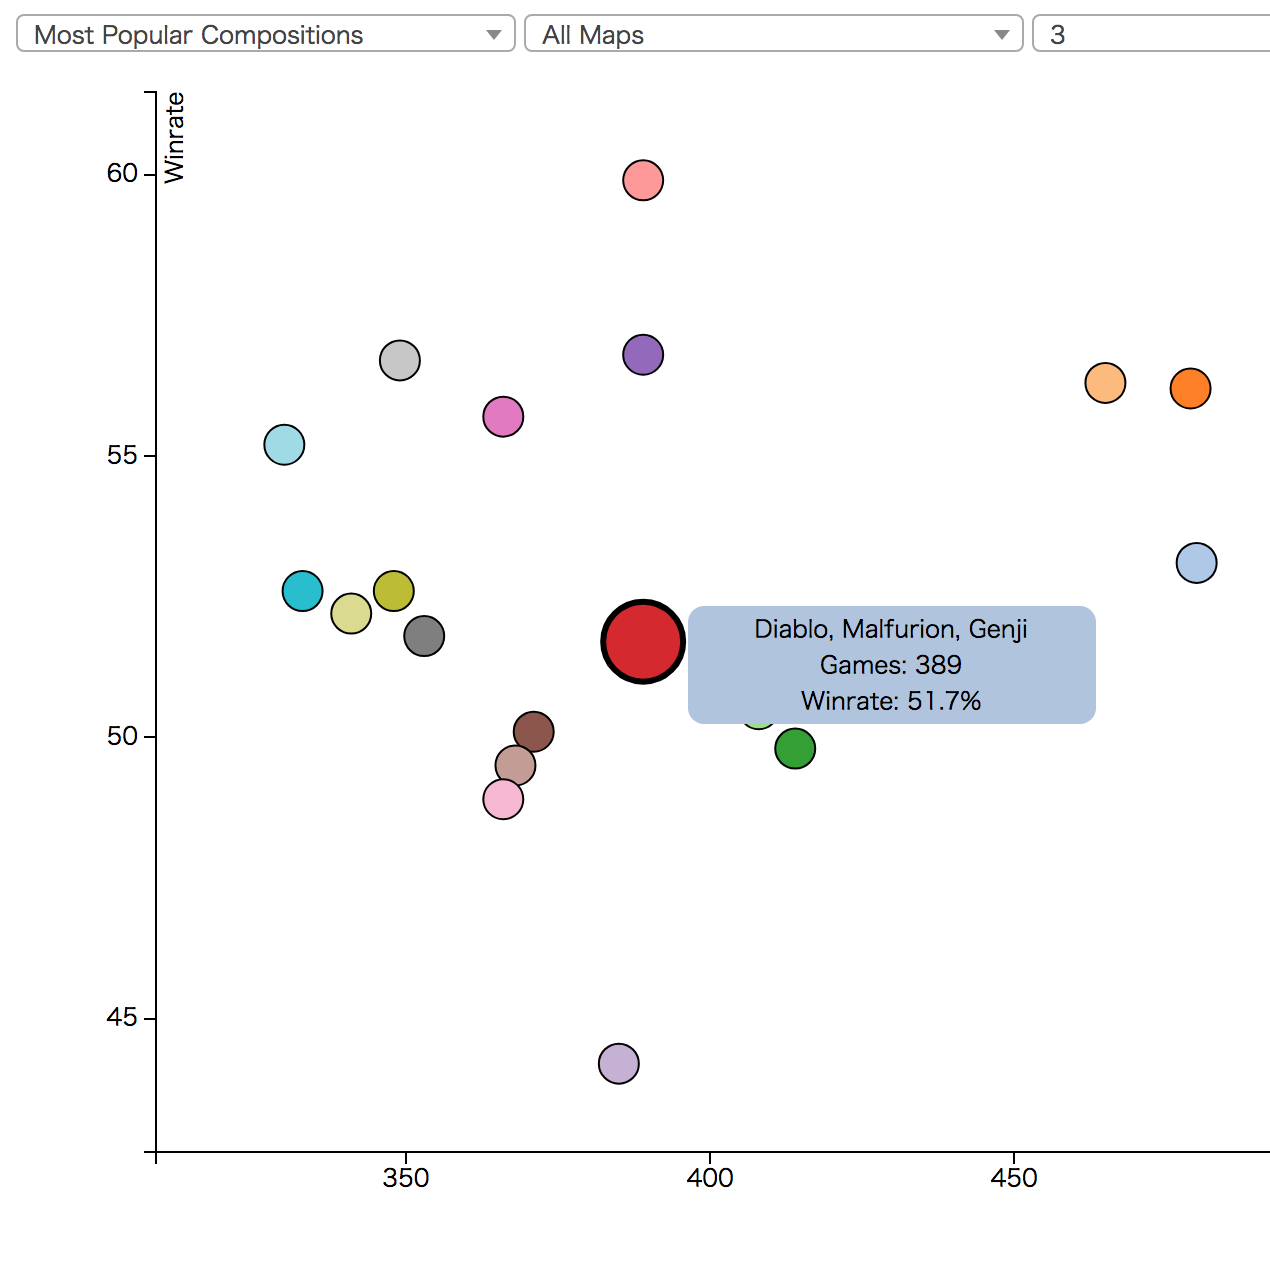 Most Popular Compositions
All Maps
3
Winrate
60
55
50
45
Diablo, Malfurion, Genji
Games: 389
Winrate: 51.7%
350
400
450